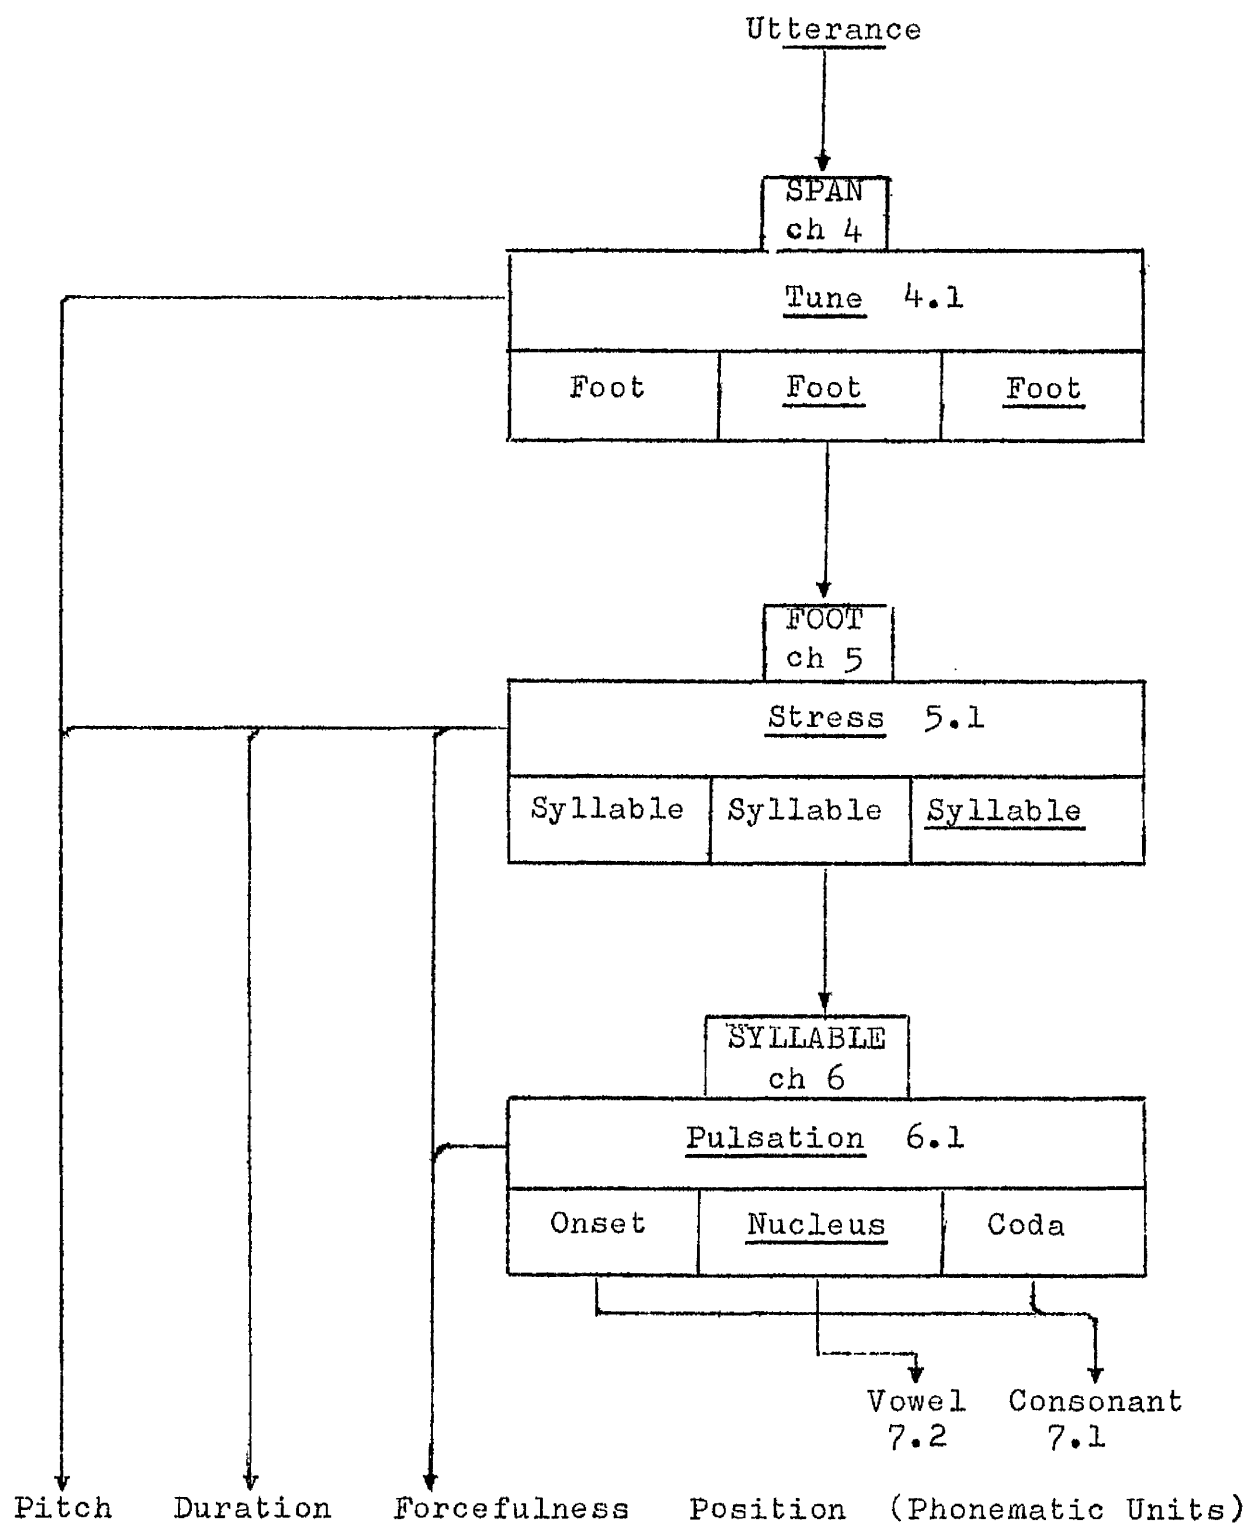 Utterance
SPAN
ch 4
Tune 4.1
Foot Foot Foot
FOOT
ch 5
Stress 5.1
Syllable Syllable Syllable
SYLLABLE
ch 6
Pulsation 6.1
Onset Nucleus Coda
Vowel Consonant
7.2 7.1
Pitch Duration Forcefulness Position (Phonematic Units)